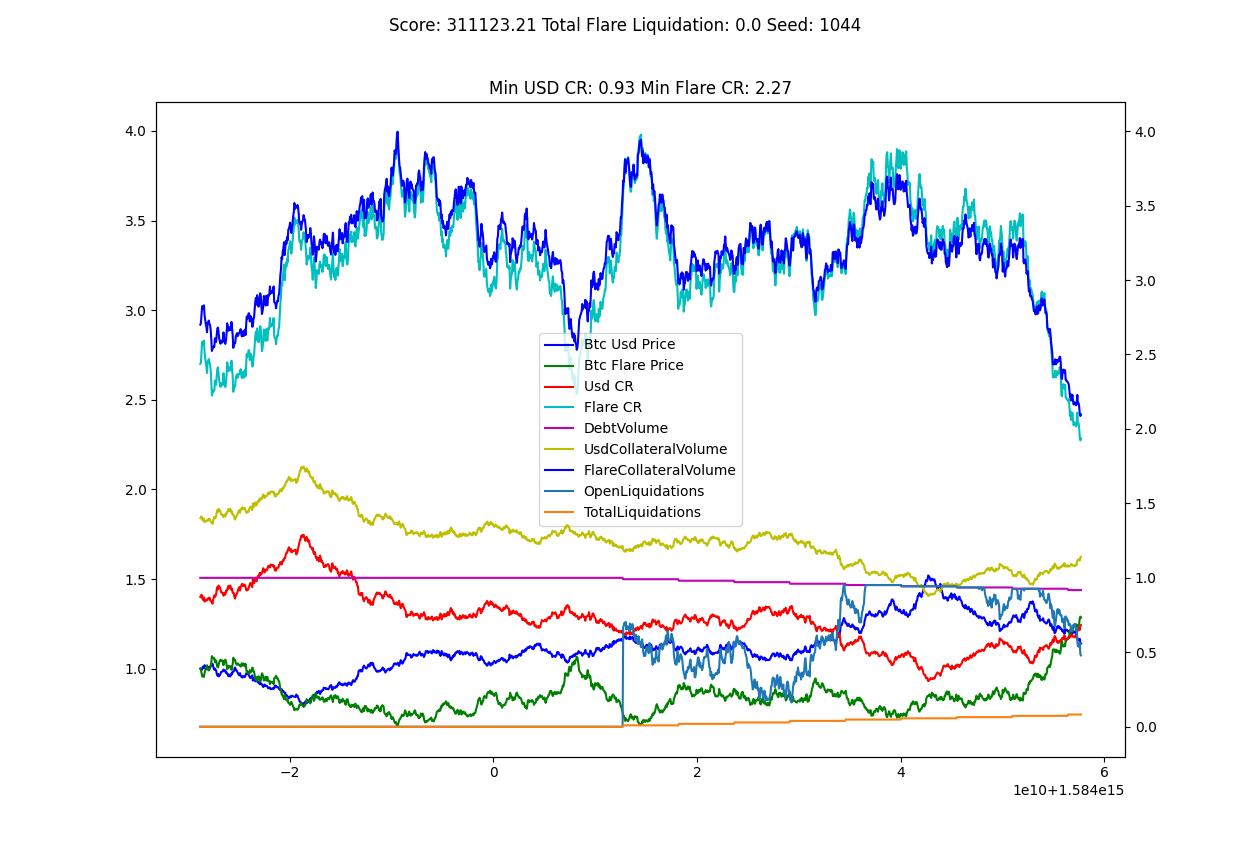 Score: 311123.21 Total Flare Liquidation: 0.0 Seed: 1044
Min USD CR: 0.93 Min Flare CR: 2.27
4.0
3.5
3.0
2.5
2.0
1.5
1.0
4.0
3.5
3.0
2.5
2.0
1.5
1.0
0.5
0.0
Btc Usd Price
Btc Flare Price
Usd CR
Flare CR
DebtVolume
UsdCollateralVolume
FlareCollateralVolume
OpenLiquidations
TotalLiquidations
−2 0 2 4 6
1e10+1.584e15